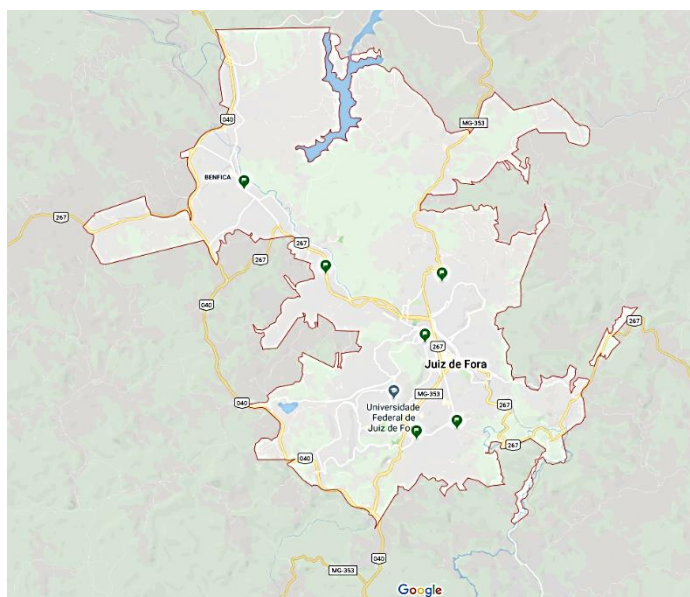 040
MG-353
BENFICA
267
267
267
040
267
267
Juiz de Fora
MG-353
Universidade
Federal de
Juiz de Fo...
040
267
267
040
040
MG-353
Google